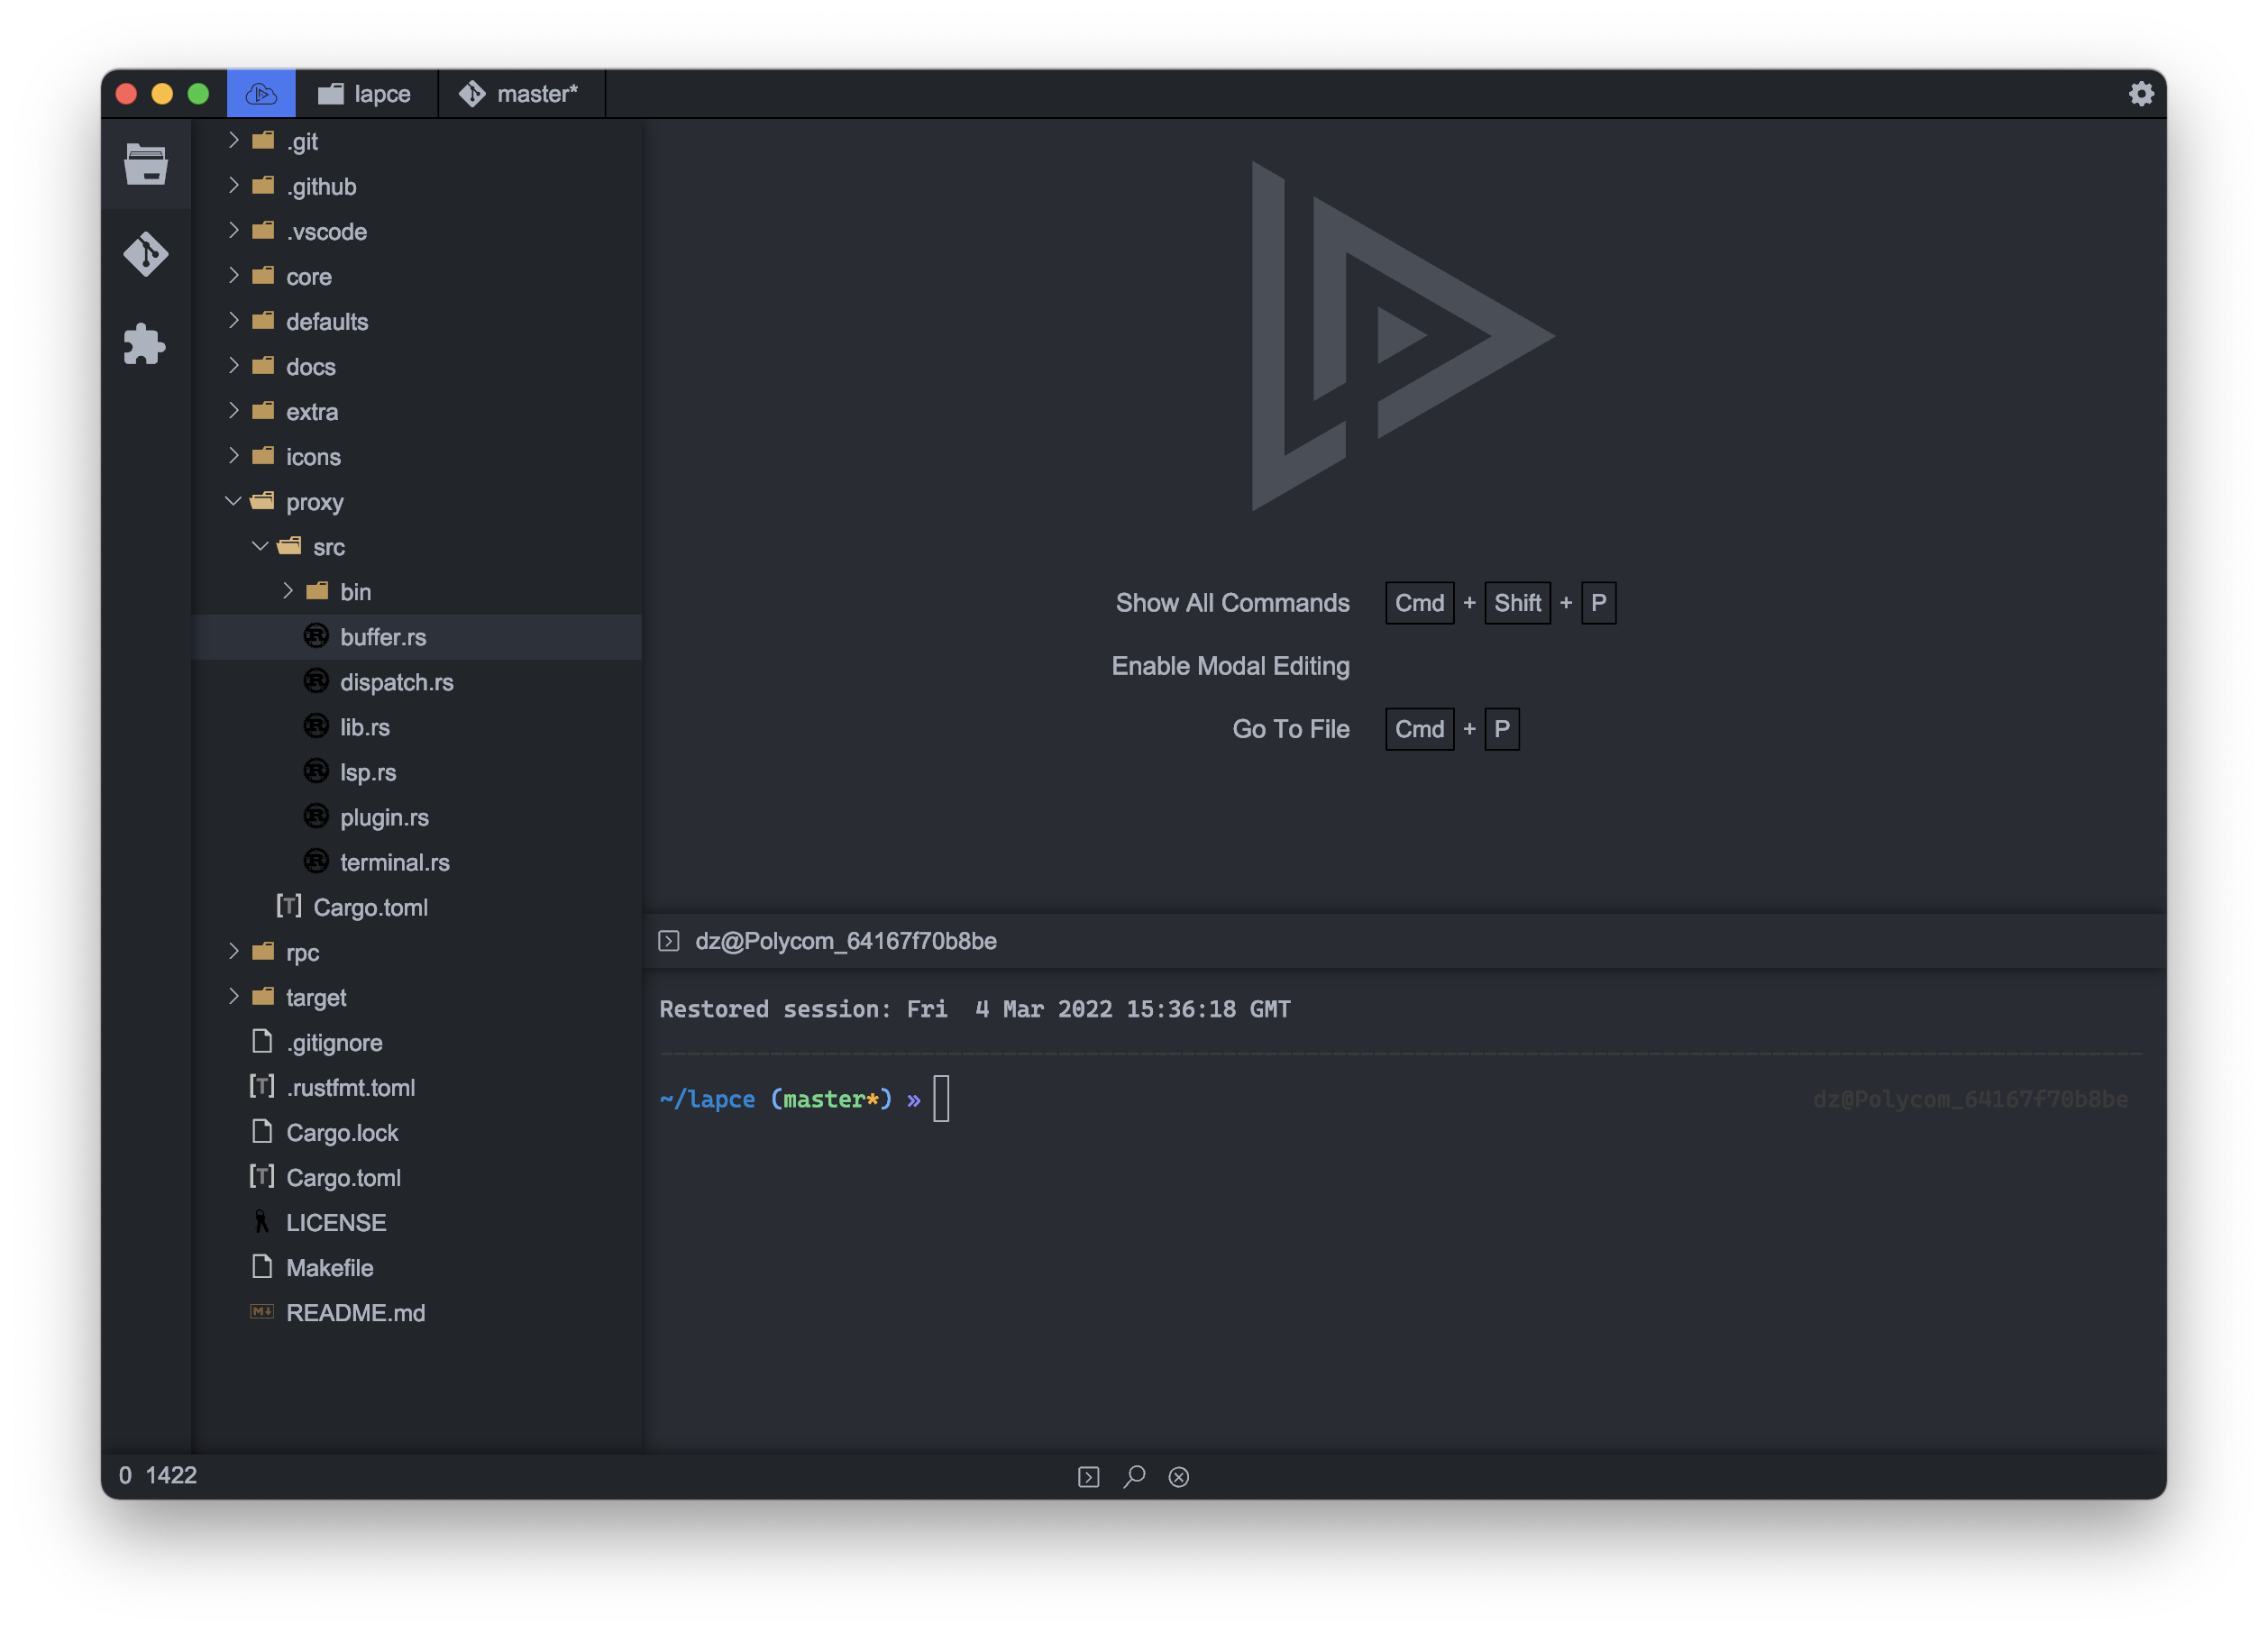 lapce master*
.git
.github
.vscode
core
defaults
docs
extra
icons
proxy
src
bin
buffer.rs
dispatch.rs
lib.rs
lsp.rs
plugin.rs
terminal.rs
Cargo.toml
rpc
target
.gitignore
[T] .rustfmt.toml
Cargo.lock
[T] Cargo.toml
LICENSE
Makefile
README.md
Show All Commands Cmd + Shift + P
Enable Modal Editing
Go To File Cmd + P
dz@Polycom_64167f70b8be
Restored session: Fri  4 Mar 2022 15:36:18 GMT
~/lapce (master*) » dz@Polycom_64167f70b8be
0 1422